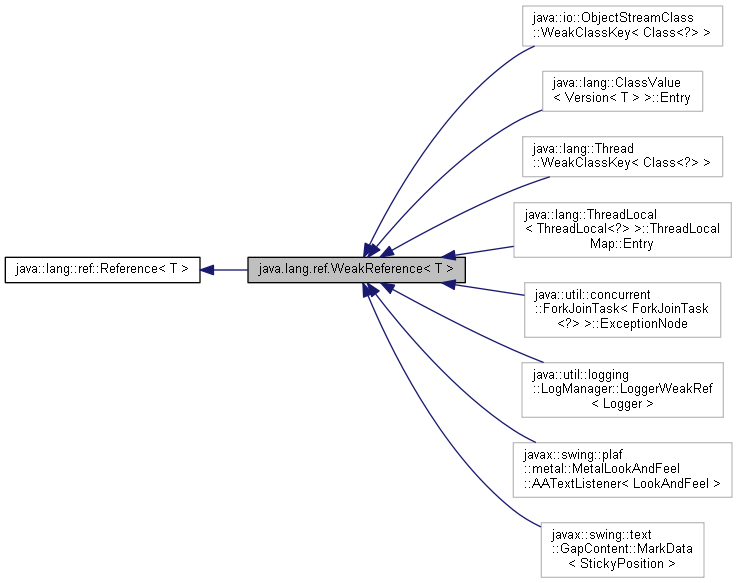 java::io::ObjectStreamClass
::WeakClassKey< Class<?> >
java::lang::ClassValue
< Version< T > >::Entry
java::lang::Thread
::WeakClassKey< Class<?> >
java::lang::ThreadLocal
< ThreadLocal<?> >::ThreadLocal
Map::Entry
java::lang::ref::Reference< T >
java.lang.ref.WeakReference< T >
java::util::concurrent
::ForkJoinTask< ForkJoinTask
<?> >::ExceptionNode
java::util::logging
::LogManager::LoggerWeakRef
< Logger >
javax::swing::plaf
::metal::MetalLookAndFeel
::AATextListener< LookAndFeel >
javax::swing::text
::GapContent::MarkData
< StickyPosition >